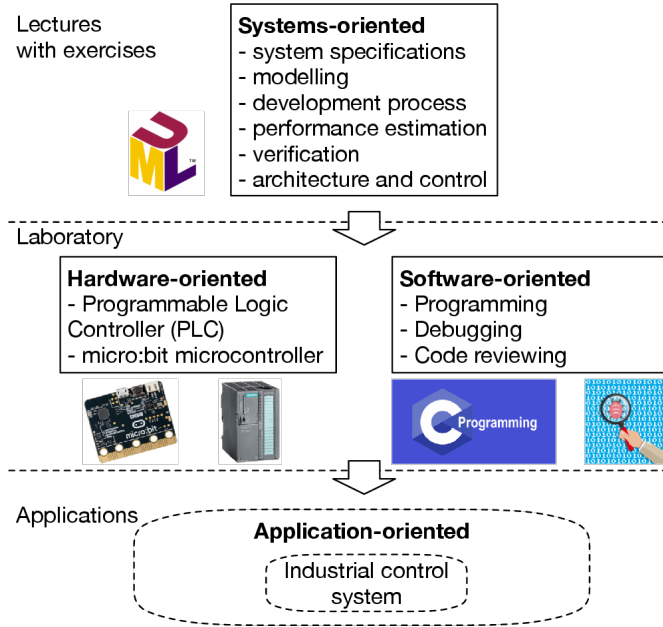 Lectures
with exercises
Systems-oriented
- system specifications
- modelling
- development process
- performance estimation
- verification
- architecture and control
UML™
Laboratory
Hardware-oriented
- Programmable Logic
Controller (PLC)
- micro:bit microcontroller
Software-oriented
- Programming
- Debugging
- Code reviewing
micro:bit
C Programming
Applications
Application-oriented
Industrial control
system